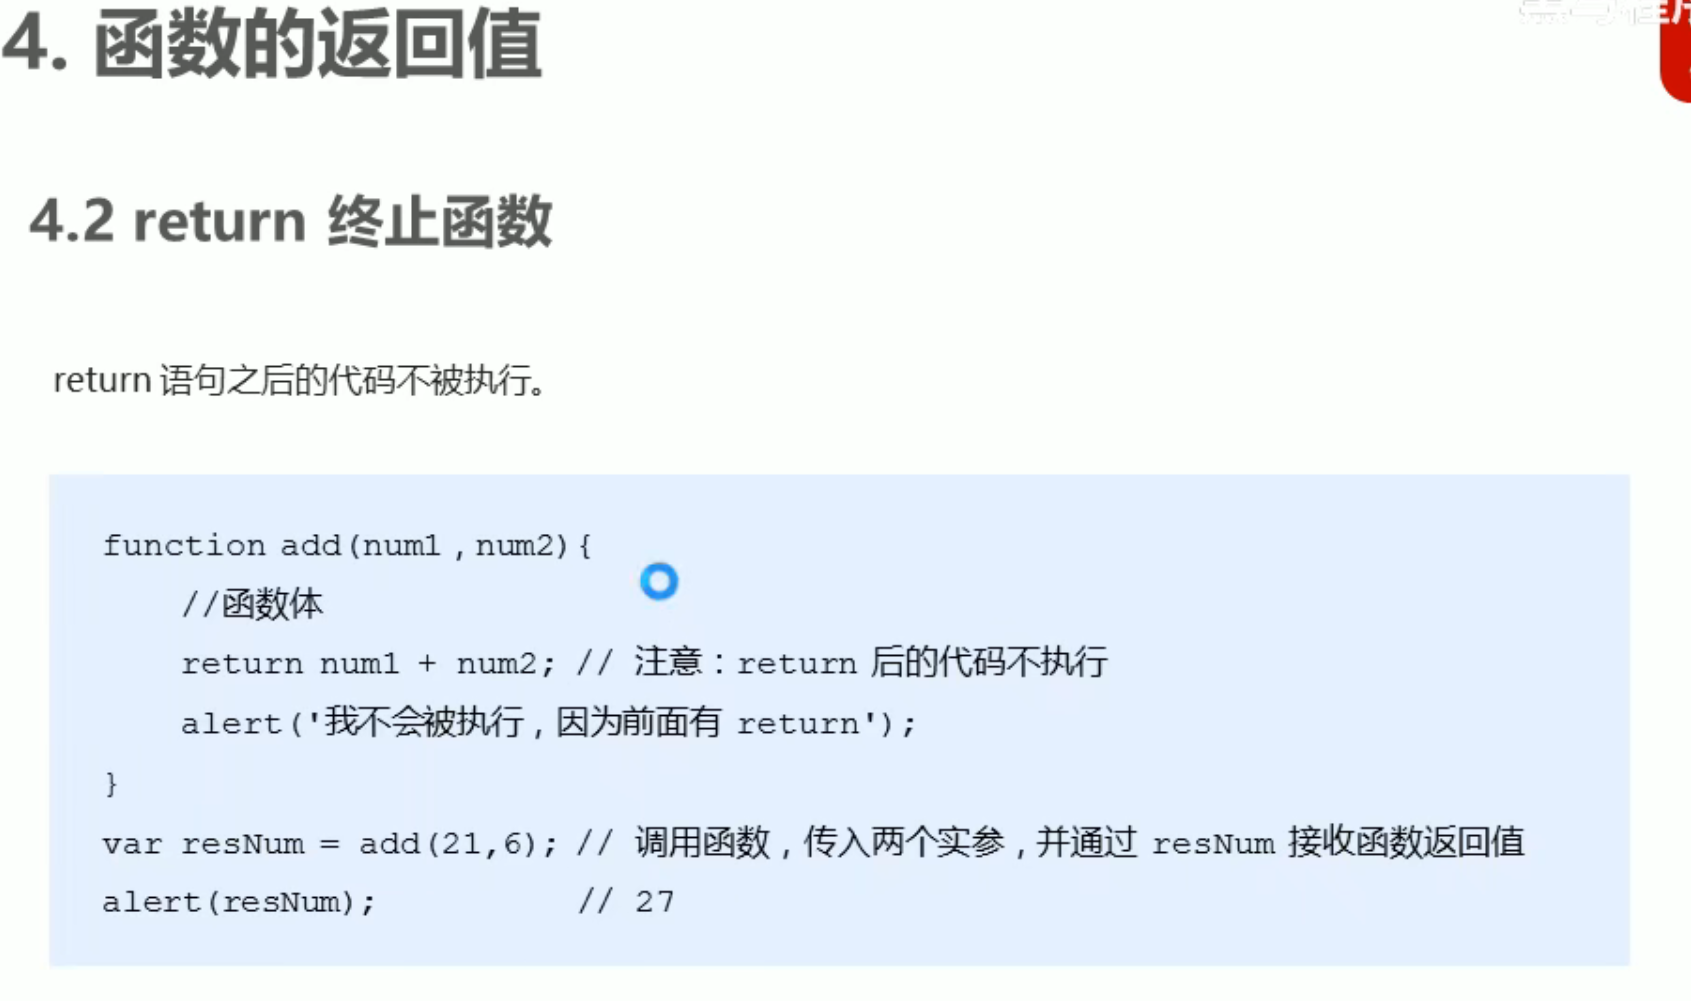 4. 函数的返回值
4.2 return 终止函数
return 语句之后的代码不被执行。
function add(num1，num2){
    //函数体
    return num1 + num2; // 注意：return 后的代码不执行
    alert('我不会被执行，因为前面有 return');
}
var resNum = add(21,6); // 调用函数，传入两个实参，并通过 resNum 接收函数返回值
alert(resNum);          // 27